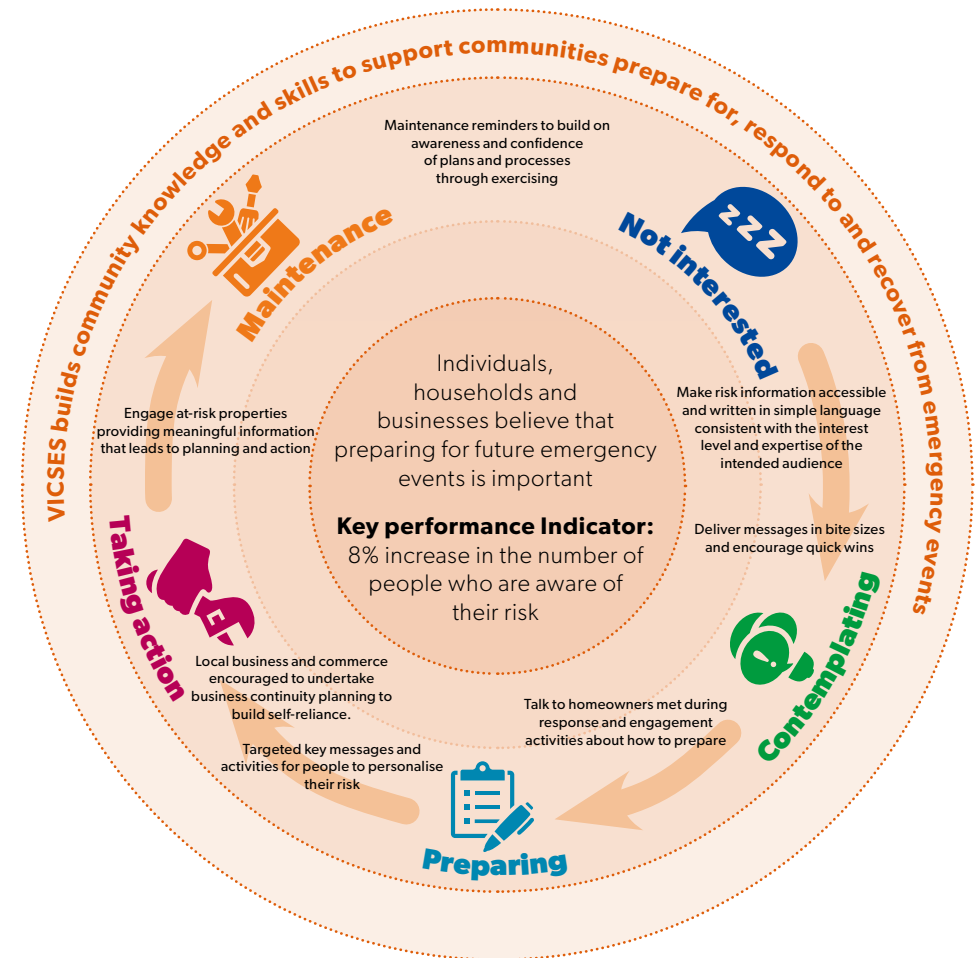 VICSES builds community knowledge and skills to support communities prepare for, respond to and recover from emergency events
Maintenance reminders to build on
awareness and confidence
of plans and processes
through exercising
zzz
Not interested
Make risk information accessible
and written in simple language
consistent with the interest
level and expertise of the
intended audience
Deliver messages in bite sizes
and encourage quick wins
Contemplating
Talk to homeowners met during
response and engagement
activities about how to prepare
Preparing
Targeted key messages and
activities for people to personalise
their risk
Local business and commerce
encouraged to undertake
business continuity planning to
build self-reliance.
Taking action
Engage at-risk properties
providing meaningful information
that leads to planning and action
Maintenance
Individuals,
households and
businesses believe that
preparing for future emergency
events is important
Key performance Indicator:
8% increase in the number of
people who are aware of
their risk